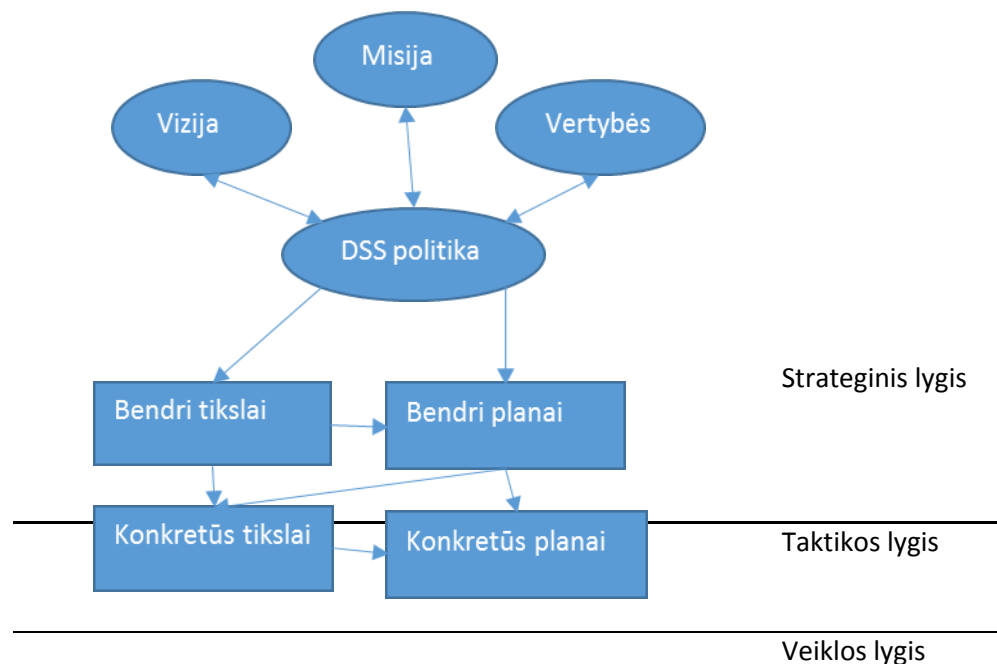 Misija
Vizija
Vertybės
DSS politika
Strateginis lygis
Bendri tikslai
Bendri planai
Konkretūs tikslai
Konkretūs planai
Taktikos lygis
Veiklos lygis